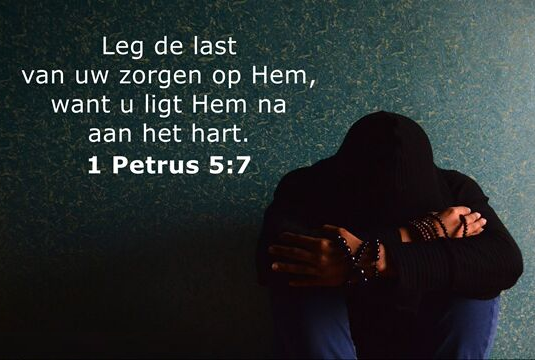 Leg de last
van uw zorgen op Hem,
want u ligt Hem na
aan het hart.
1 Petrus 5:7